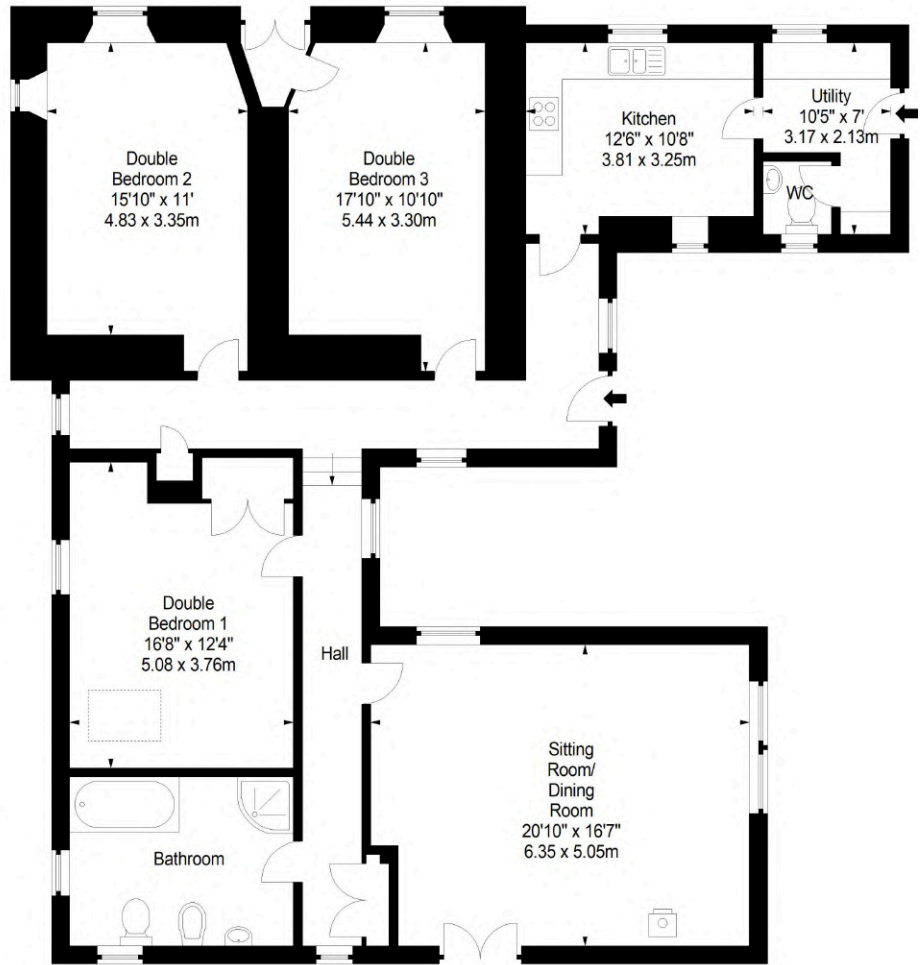 Double
Bedroom 2
15'10" x 11'
4.83 x 3.35m
Double
Bedroom 3
17'10" x 10'10"
5.44 x 3.30m
Kitchen
12'6" x 10'8"
3.81 x 3.25m
Utility
10'5" x 7'
3.17 x 2.13m
WC
Double
Bedroom 1
16'8" x 12'4"
5.08 x 3.76m
Hall
Sitting
Room/
Dining
Room
20'10" x 16'7"
6.35 x 5.05m
Bathroom